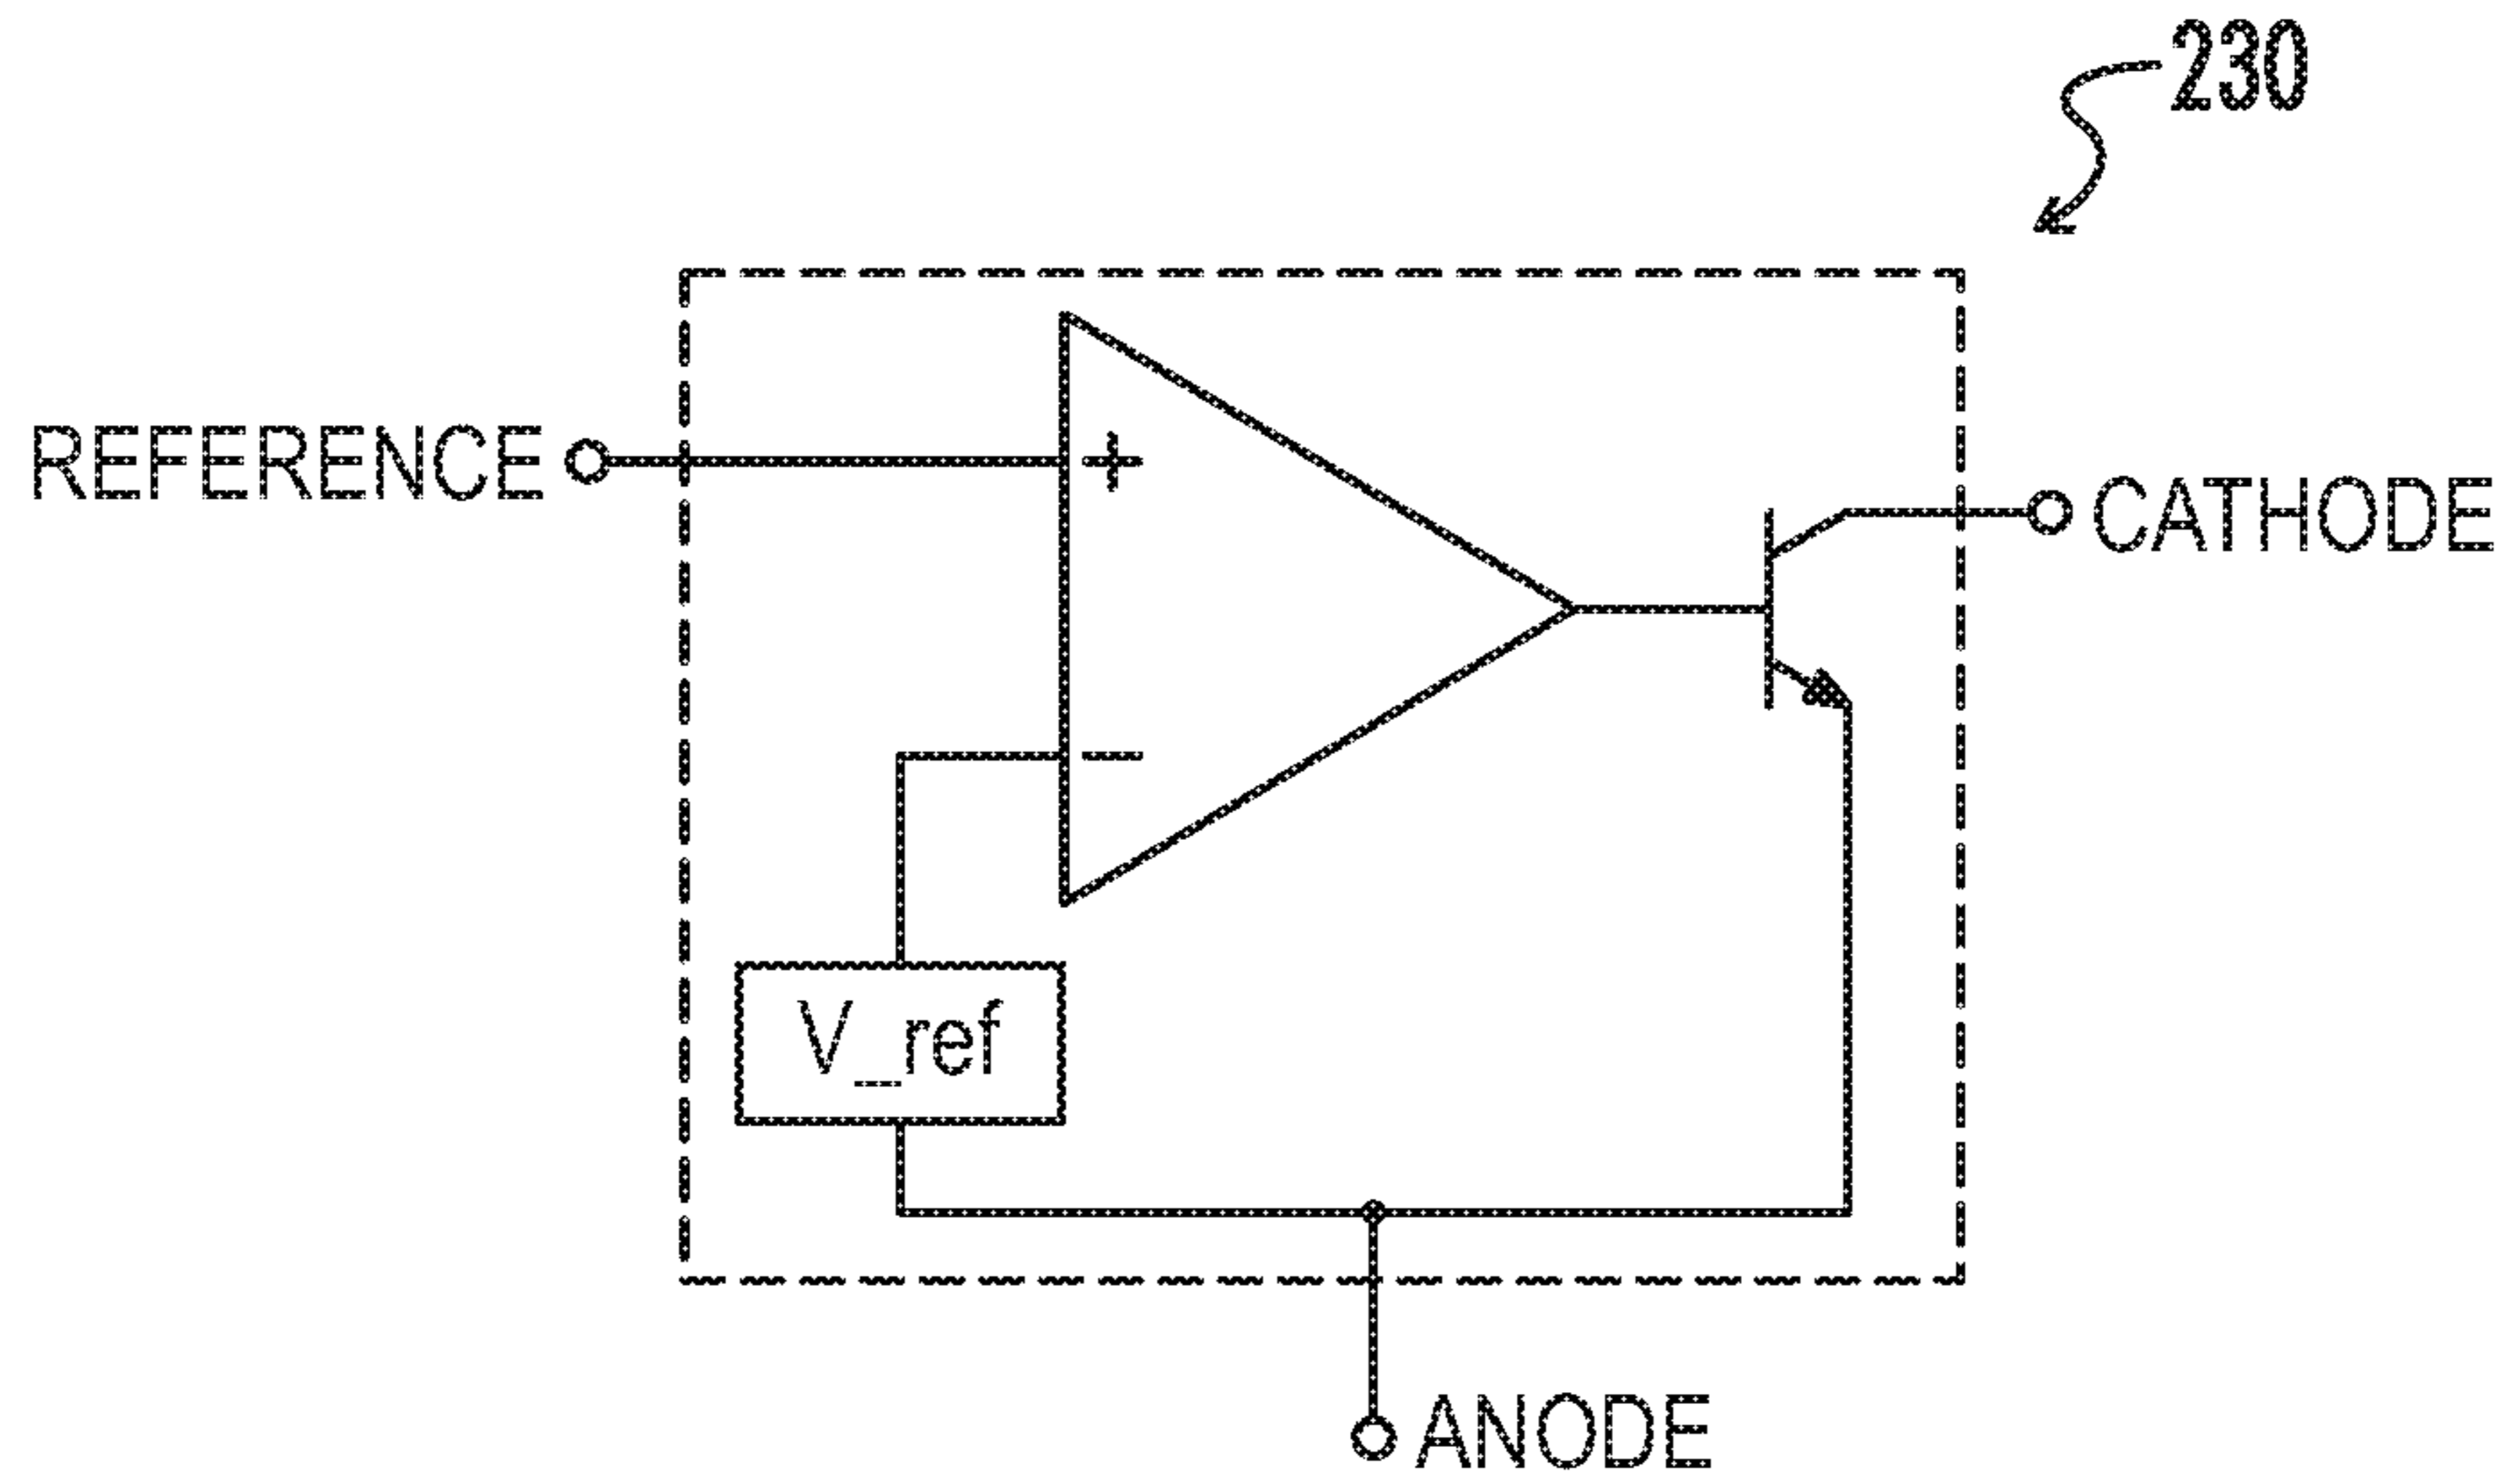 230
REFERENCE
+
CATHODE
−
V_ref
ANODE